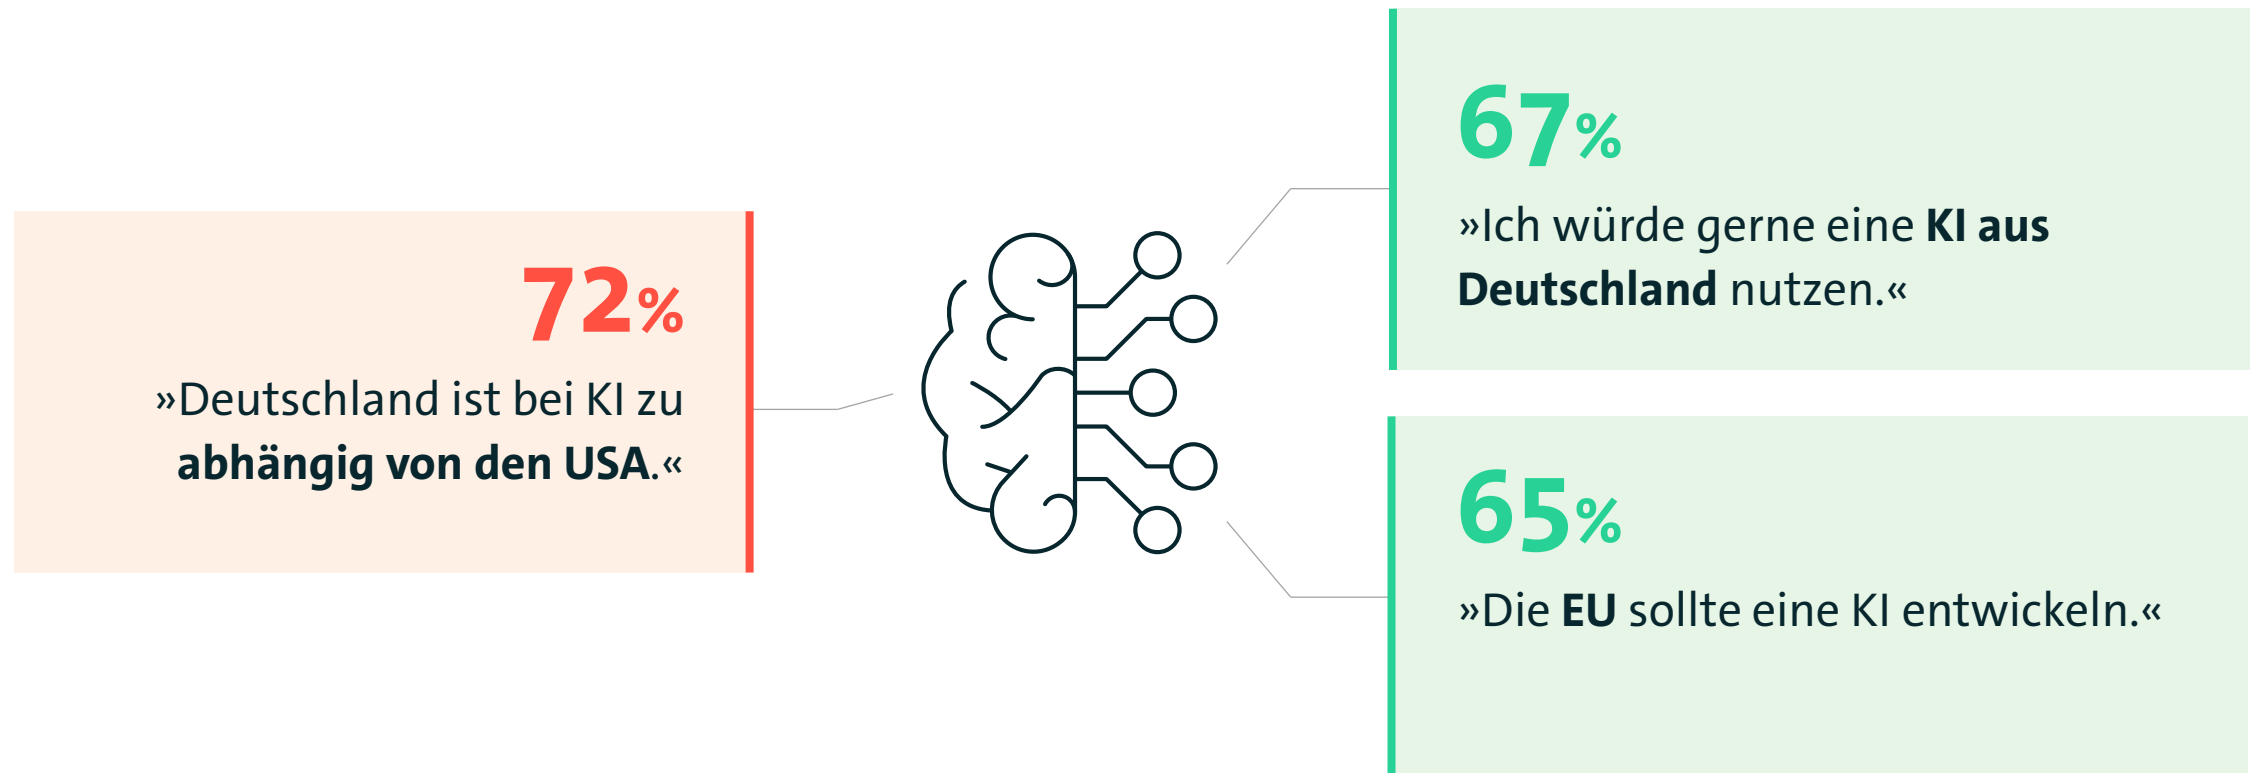 72%
»Deutschland ist bei KI zu
abhängig von den USA.«
67%
»Ich würde gerne eine KI aus
Deutschland nutzen.«
65%
»Die EU sollte eine KI entwickeln.«